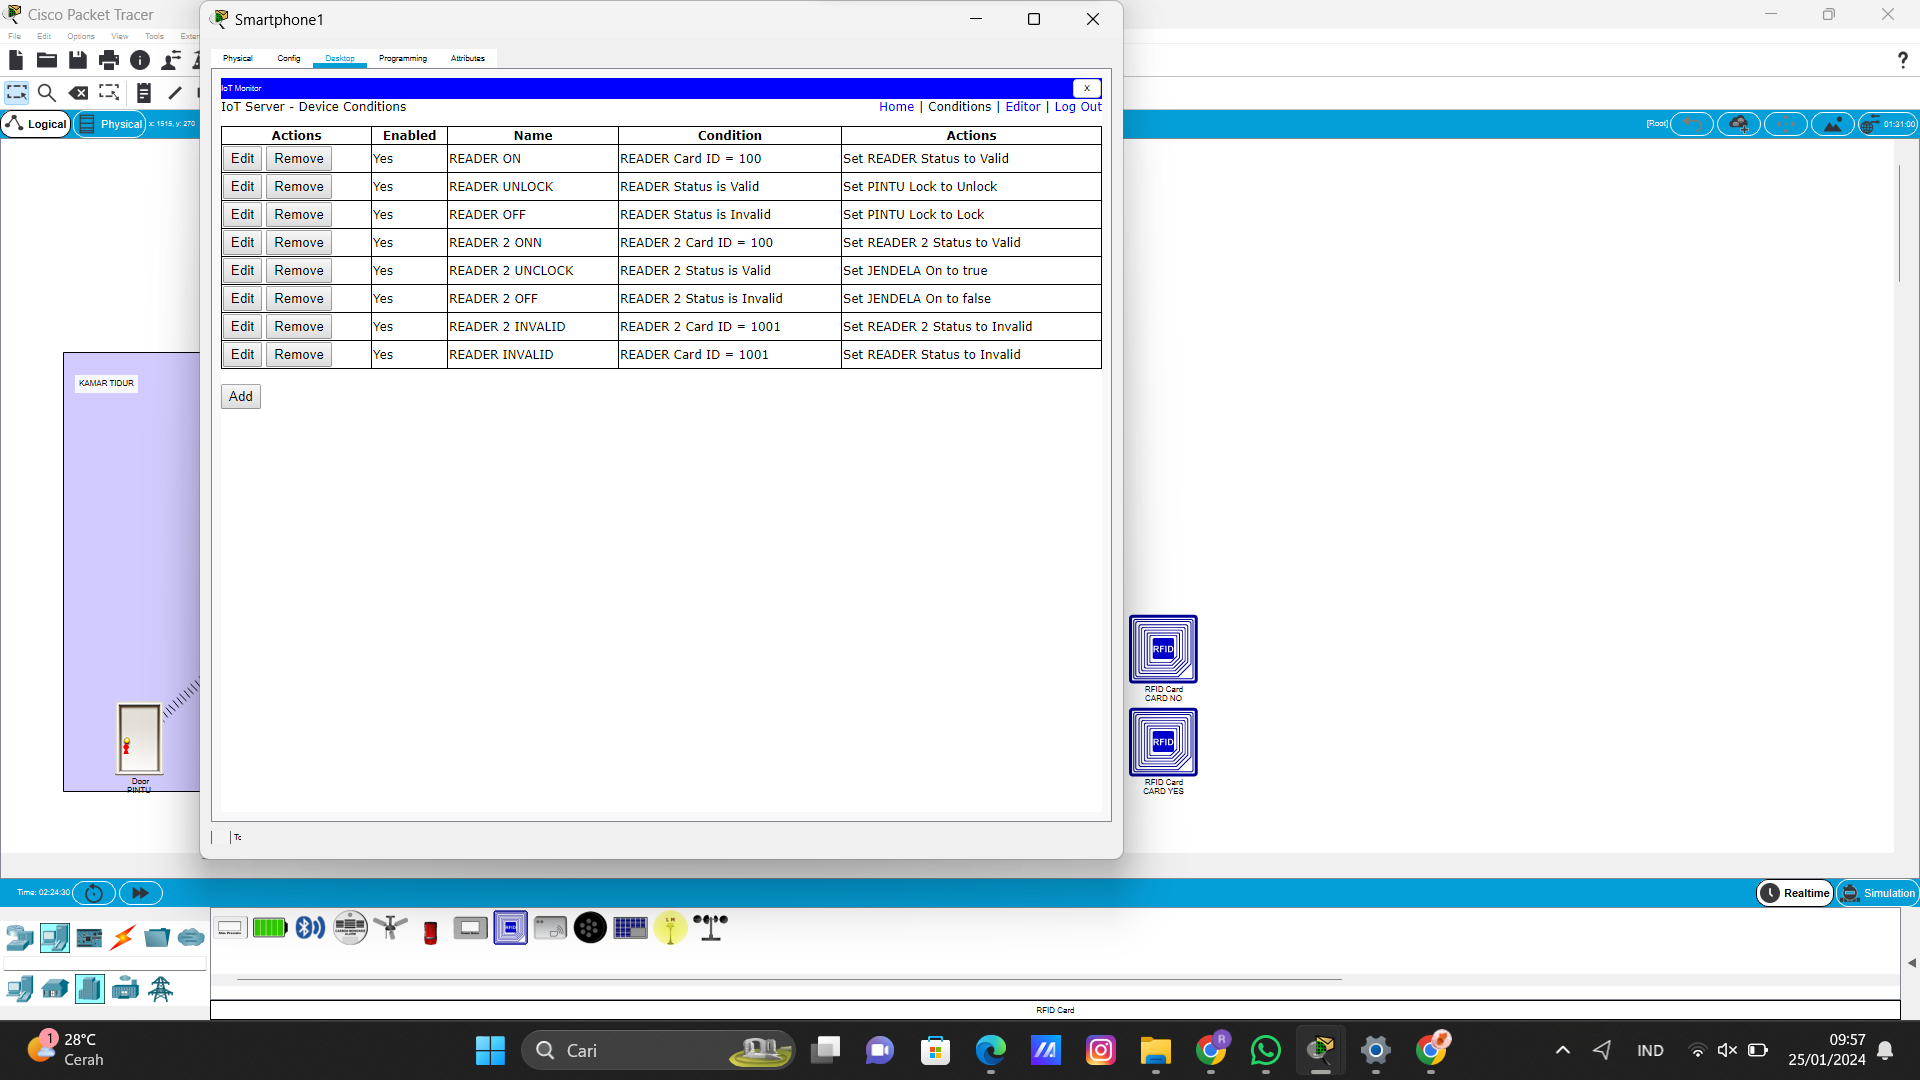 Cisco Packet Tracer
File Edit Options View Tools Exten
Logical
Physical
x: 1515, y: 270
[Root]
01:31:00
Smartphone1
Physical Config Desktop Programming Attributes
IoT Monitor
X
IoT Server - Device Conditions
Home | Conditions | Editor | Log Out
Actions Enabled Name Condition Actions
Edit Remove Yes READER ON READER Card ID = 100 Set READER Status to Valid
Edit Remove Yes READER UNLOCK READER Status is Valid Set PINTU Lock to Unlock
Edit Remove Yes READER OFF READER Status is Invalid Set PINTU Lock to Lock
Edit Remove Yes READER 2 ONN READER 2 Card ID = 100 Set READER 2 Status to Valid
Edit Remove Yes READER 2 UNCLOCK READER 2 Status is Valid Set JENDELA On to true
Edit Remove Yes READER 2 OFF READER 2 Status is Invalid Set JENDELA On to false
Edit Remove Yes READER 2 INVALID READER 2 Card ID = 1001 Set READER 2 Status to Invalid
Edit Remove Yes READER INVALID READER Card ID = 1001 Set READER Status to Invalid
Add
KAMAR TIDUR
Door
PINTU
RFID
RFID Card
CARD NO
RFID
RFID Card
CARD YES
Time: 02:24:30
Realtime
Simulation
RFID Card
1
28°C
Cerah
Cari
IND
09:57
25/01/2024